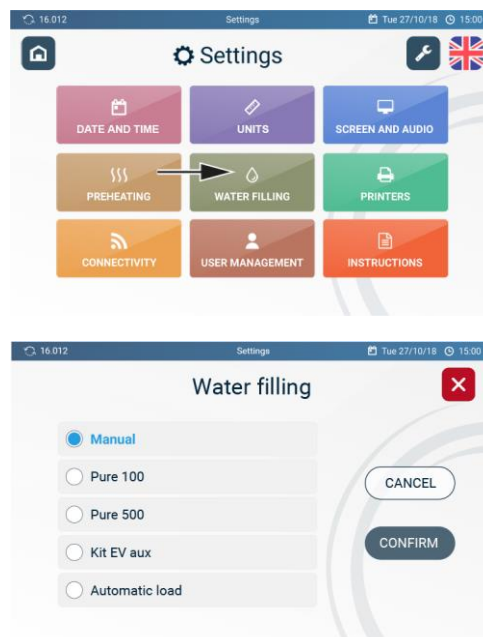 16.012 Settings Tue 27/10/18 15:00
Settings
DATE AND TIME UNITS SCREEN AND AUDIO
PREHEATING WATER FILLING PRINTERS
CONNECTIVITY USER MANAGEMENT INSTRUCTIONS
16.012 Settings Tue 27/10/18 15:00
Water filling
Manual
Pure 100
CANCEL
Pure 500
CONFIRM
Kit EV aux
Automatic load